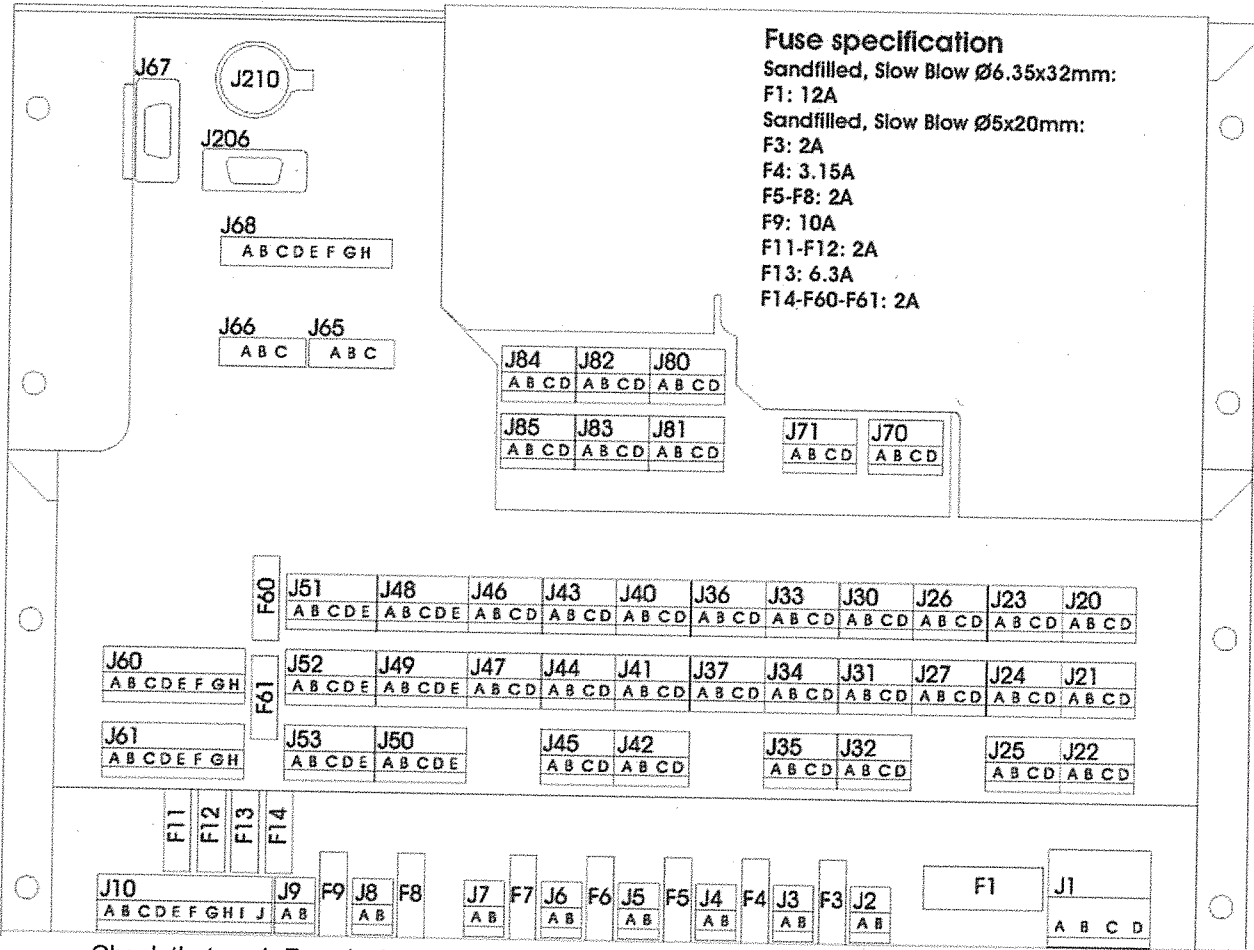 Fuse specification
Sandfilled, Slow Blow Ø6.35x32mm:
F1: 12A
Sandfilled, Slow Blow Ø5x20mm:
F3: 2A
F4: 3.15A
F5-F8: 2A
F9: 10A
F11-F12: 2A
F13: 6.3A
F14-F60-F61: 2A
J67
J210
J206
J68
A B C D E F G H
J66 J65
A B C A B C
J84 J82 J80
A B C D A B C D A B C D
J85 J83 J81
A B C D A B C D A B C D
J71 J70
A B C D A B C D
F60
J51 J48 J46 J43 J40 J36 J33 J30 J26 J23 J20
A B C D E A B C D E A B C D A B C D A B C D A B C D A B C D A B C D A B C D A B C D A B C D
J60
A B C D E F G H
F61
J52 J49 J47 J44 J41 J37 J34 J31 J27 J24 J21
A B C D E A B C D E A B C D A B C D A B C D A B C D A B C D A B C D A B C D A B C D A B C D
J61
A B C D E F G H
J53 J50 J45 J42 J35 J32 J25 J22
A B C D E A B C D E A B C D A B C D A B C D A B C D A B C D A B C D
F11 F12 F13 F14
J10 J9 F9 J8 F8 J7 F7 J6 F6 J5 F5 J4 F4 J3 F3 J2 F1 J1
A B C D E F G H I J A B A B A B A B A B A B A B A B A B C D